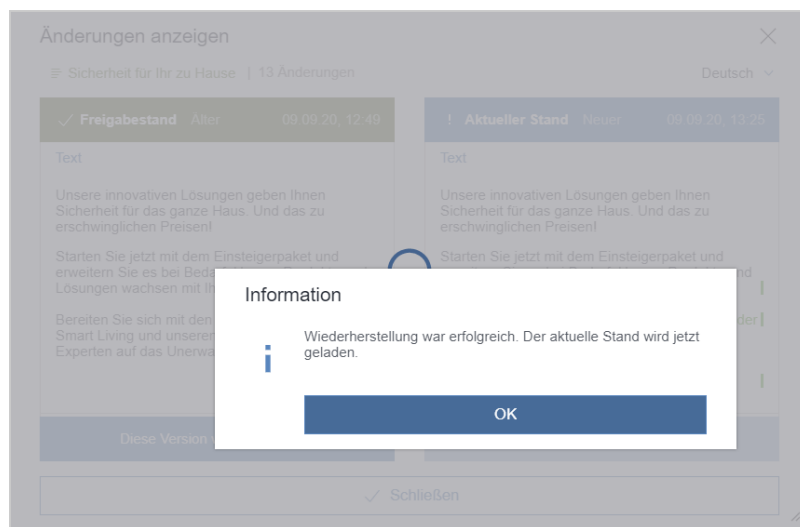 Änderungen anzeigen
Sicherheit für Ihr zu Hause | 13 Änderungen
Deutsch
Freigabestand Alter 09.09.20, 12:49
Text
Unsere innovativen Lösungen geben Ihnen
Sicherheit für das ganze Haus. Und das zu
erschwinglichen Preisen!
Starten Sie jetzt mit dem Einsteigerpaket und
erweitern Sie es bei
Lösungen wachsen mit
Bereiten Sie sich mit den
Smart Living und unseren
Experten auf das
Diese Version
! Aktueller Stand Neuer 09.09.20, 13:25
Text
Unsere innovativen Lösungen geben Ihnen
Sicherheit für das ganze Haus. Und das zu
erschwinglichen Preisen!
Starten Sie jetzt mit dem Einsteigerpaket und
Information
i
Wiederherstellung war erfolgreich. Der aktuelle Stand wird jetzt
geladen.
OK
Schließen